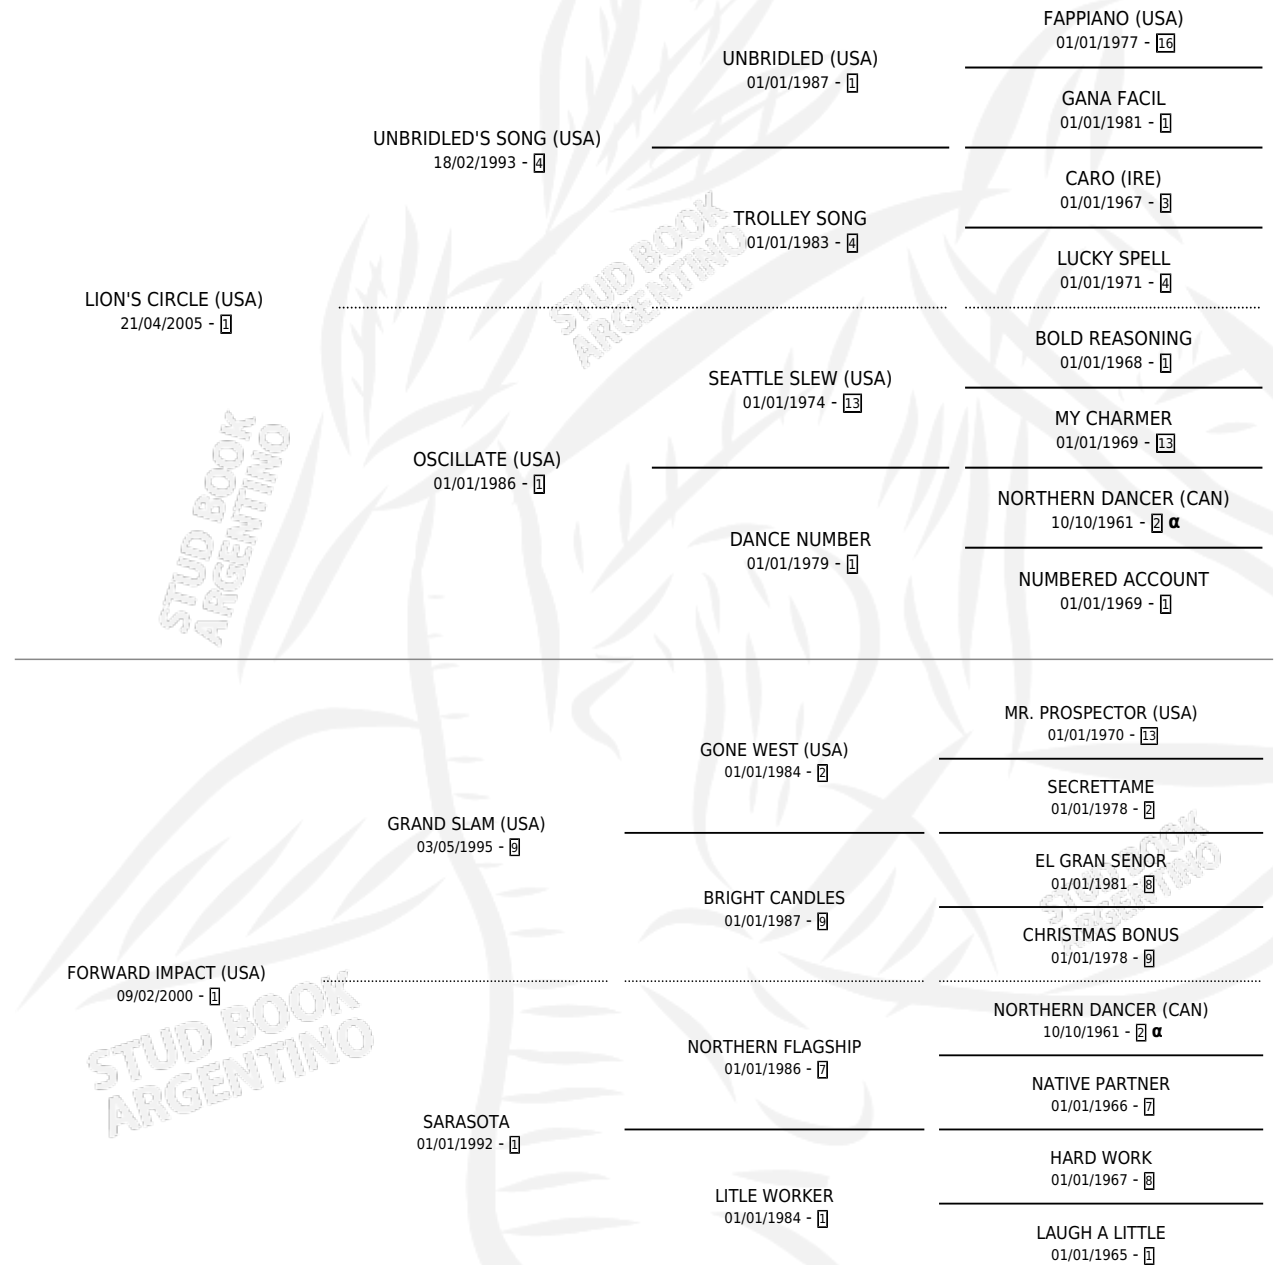 FAPPIANO (USA)
01/01/1977 - 16
UNBRIDLED (USA)
01/01/1987 - 1
GANA FACIL
01/01/1981 - 1
UNBRIDLED'S SONG (USA)
18/02/1993 - 4
CARO (IRE)
01/01/1967 - 3
TROLLEY SONG
01/01/1983 - 4
LUCKY SPELL
01/01/1971 - 4
LION'S CIRCLE (USA)
21/04/2005 - 1
STUD BOOK
ARGENTINO
BOLD REASONING
01/01/1968 - 1
SEATTLE SLEW (USA)
01/01/1974 - 13
MY CHARMER
01/01/1969 - 13
OSCILLATE (USA)
01/01/1986 - 1
STUD BOOK
ARGENTINO
NORTHERN DANCER (CAN)
10/10/1961 - 2 α
DANCE NUMBER
01/01/1979 - 1
NUMBERED ACCOUNT
01/01/1969 - 1
MR. PROSPECTOR (USA)
01/01/1970 - 13
GONE WEST (USA)
01/01/1984 - 2
SECRETTAME
01/01/1978 - 2
GRAND SLAM (USA)
03/05/1995 - 9
EL GRAN SENOR
01/01/1981 - 8
STUD BOOK
ARGENTINO
BRIGHT CANDLES
01/01/1987 - 9
CHRISTMAS BONUS
01/01/1978 - 9
FORWARD IMPACT (USA)
09/02/2000 - 1
STUD BOOK
ARGENTINO
NORTHERN DANCER (CAN)
10/10/1961 - 2 α
NORTHERN FLAGSHIP
01/01/1986 - 7
NATIVE PARTNER
01/01/1966 - 7
SARASOTA
01/01/1992 - 1
HARD WORK
01/01/1967 - 8
LITLE WORKER
01/01/1984 - 1
LAUGH A LITTLE
01/01/1965 - 1